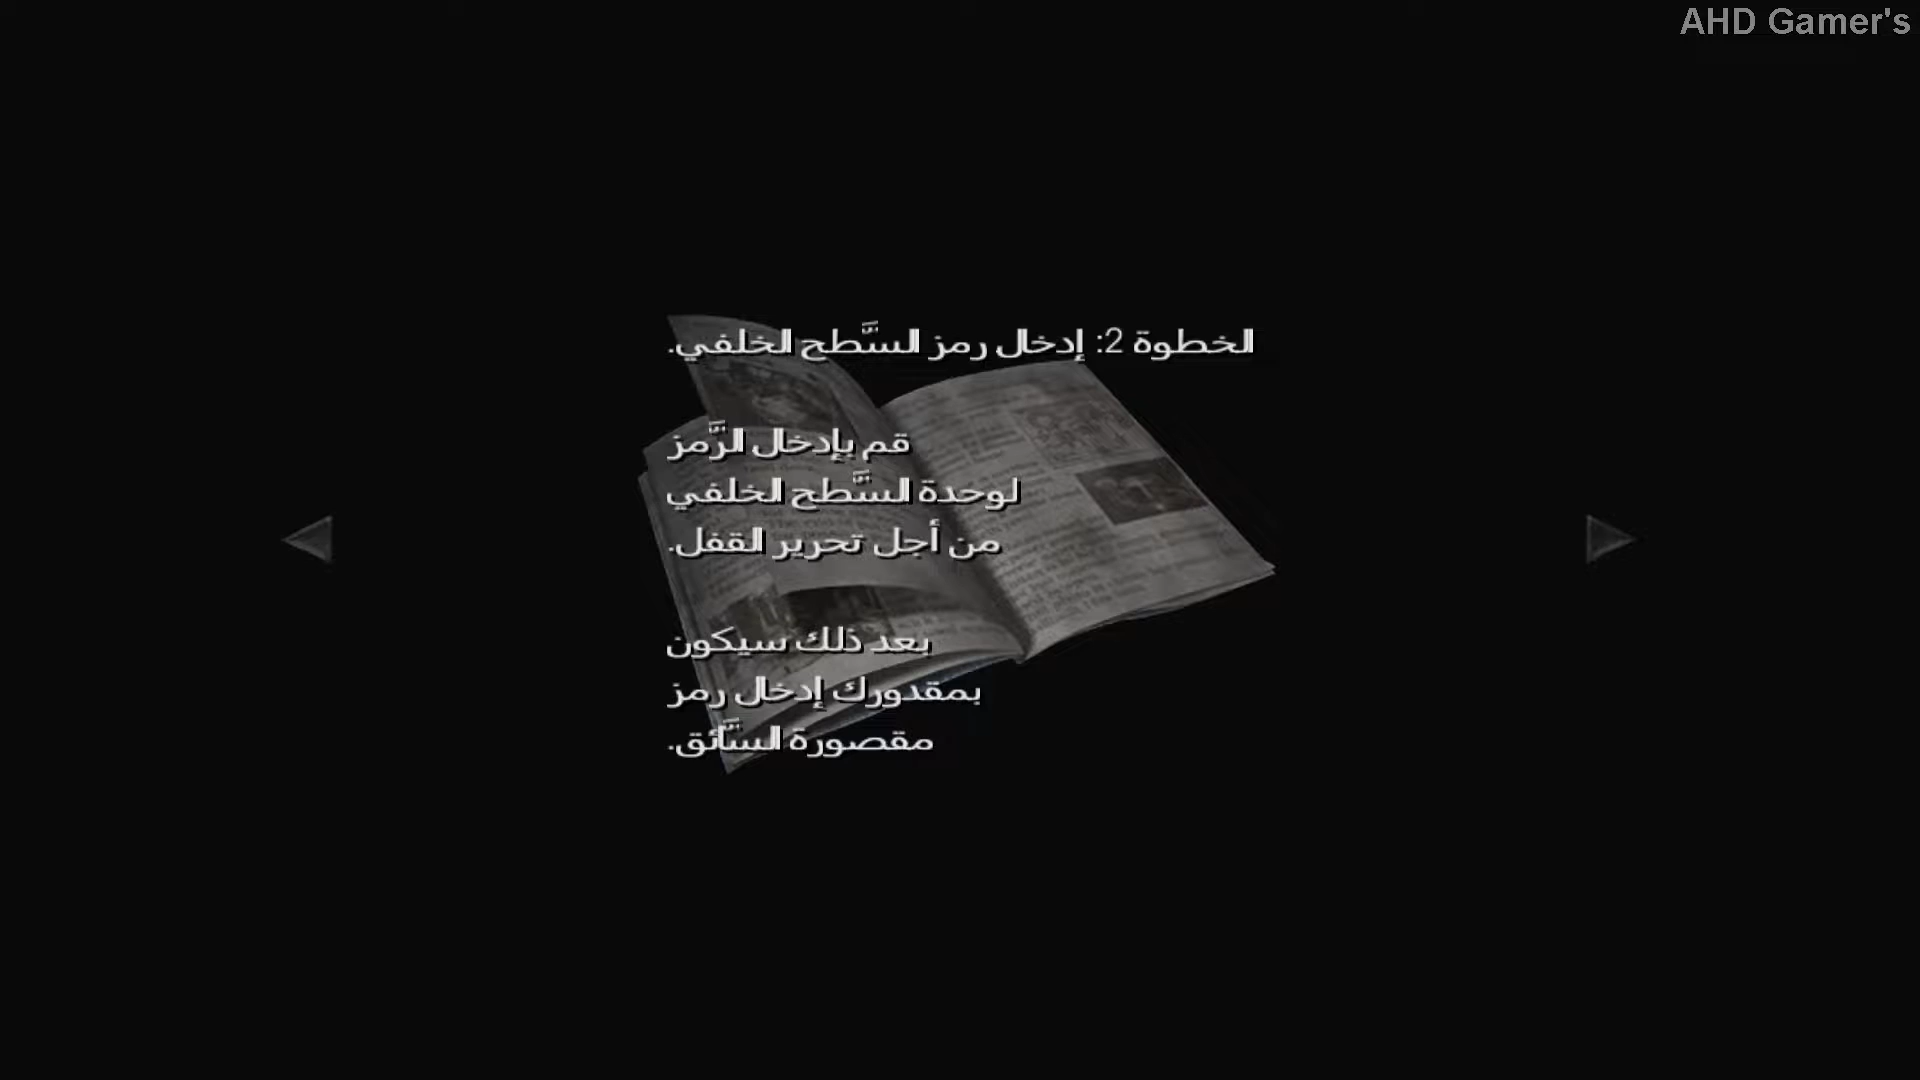 AHD Gamer's
الخطوة 2: إدخال رمز السَّطح الخلفي.
قم بإدخال الرَّمز
لوحدة السَّطح الخلفي
من أجل تحرير القفل.
بعد ذلك سيكون
بمقدورك إدخال رمز
مقصورة السَّائق.